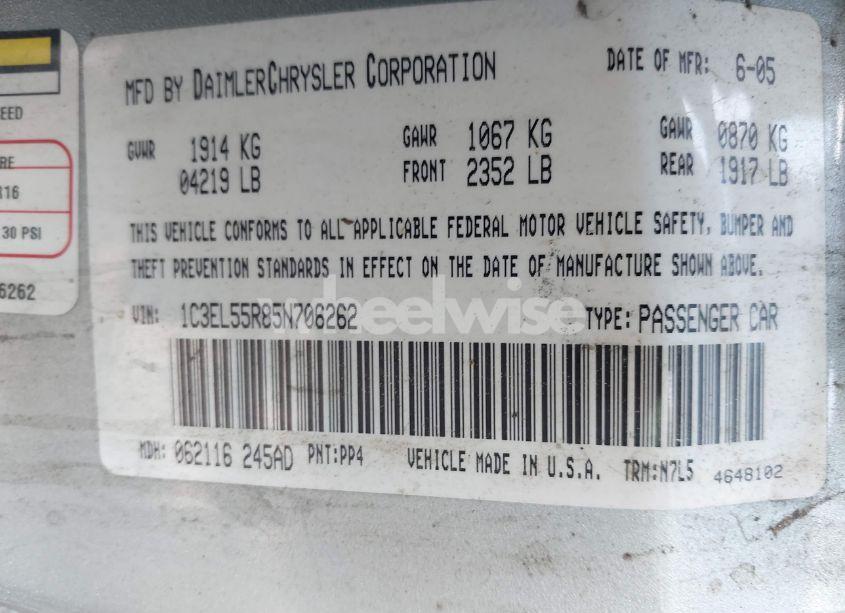 MFD BY DAIMLERCHRYSLER CORPORATION
DATE OF MFR: 6-05
GVWR 1914 KG
04219 LB
GAWR FRONT 1067 KG
2352 LB
GAWR REAR 0870 KG
1917 LB
THIS VEHICLE CONFORMS TO ALL APPLICABLE FEDERAL MOTOR VEHICLE SAFETY, BUMPER AND
THEFT PREVENTION STANDARDS IN EFFECT ON THE DATE OF MANUFACTURE SHOWN ABOVE.
VIN: 1C3EL55R85N706262 TYPE: PASSENGER CAR
wheelwise
MDH: 062116 245AD PNT:PP4 VEHICLE MADE IN U.S.A. TRM:N7L5 4648102
EED
RE
R16
30 PSI
6262